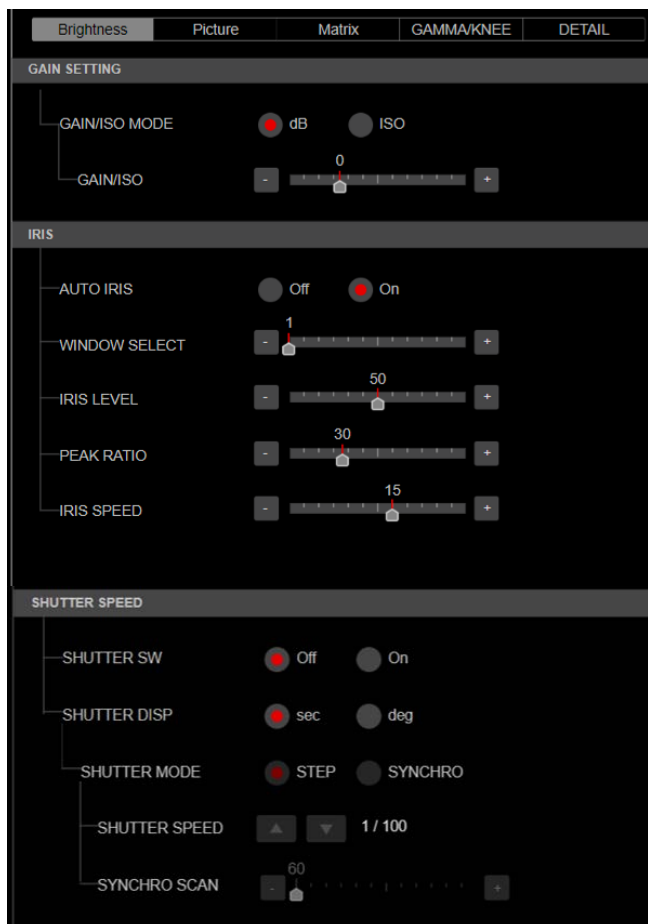 Brightness Picture Matrix GAMMA/KNEE DETAIL
GAIN SETTING
GAIN/ISO MODE dB ISO
0
GAIN/ISO - +
IRIS
AUTO IRIS Off On
1
WINDOW SELECT - +
50
IRIS LEVEL - +
30
PEAK RATIO - +
15
IRIS SPEED - +
SHUTTER SPEED
SHUTTER SW Off On
SHUTTER DISP sec deg
SHUTTER MODE STEP SYNCHRO
SHUTTER SPEED 1 / 100
60
SYNCHRO SCAN - +